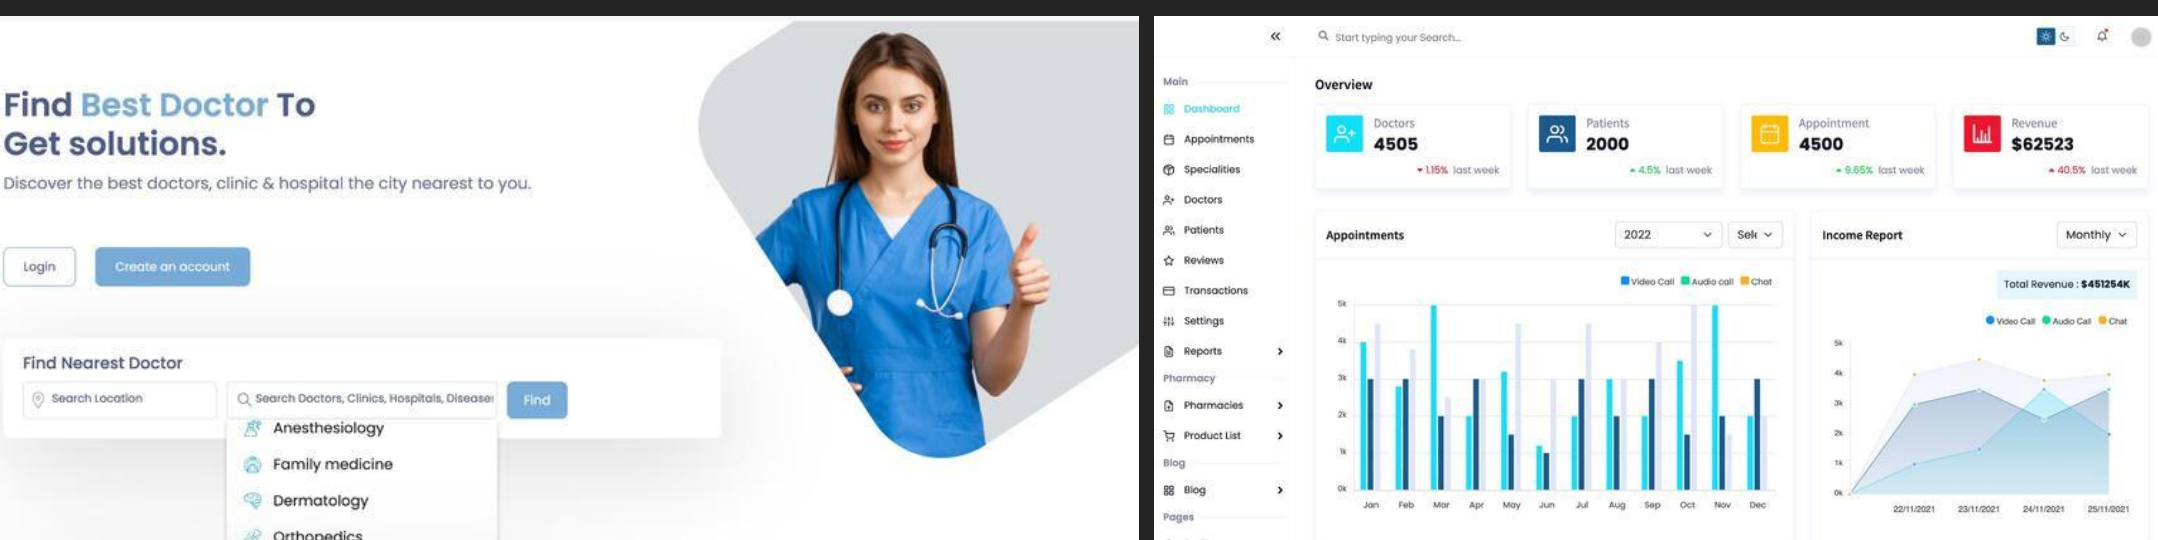 Find Best Doctor To
Get solutions.
Discover the best doctors, clinic & hospital the city nearest to you.
Login
Create an account
Find Nearest Doctor
Search Location
Search Doctors, Clinics, Hospitals, Diseases
Find
Anesthesiology
Family medicine
Dermatology
Orthopedics
«
Start typing your Search...
Main
Dashboard
Appointments
Specialities
Doctors
Patients
Reviews
Transactions
Settings
Reports
Pharmacy
Pharmacies
Product List
Blog
Blog
Pages
Overview
Doctors
4505
1.15% last week
Patients
2000
4.5% last week
Appointment
4500
9.65% last week
Revenue
$62523
40.5% last week
Appointments
2022
Sele
Video Call Audio call Chat
5k
4k
3k
2k
1k
0k
Jan Feb Mar Apr May Jun Jul Aug Sep Oct Nov Dec
Income Report
Monthly
Total Revenue : $451254K
Video Call Audio Call Chat
5k
4k
3k
2k
1k
0k
22/11/2021 23/11/2021 24/11/2021 25/11/2021